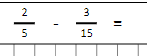 2/5 - 3/15 =